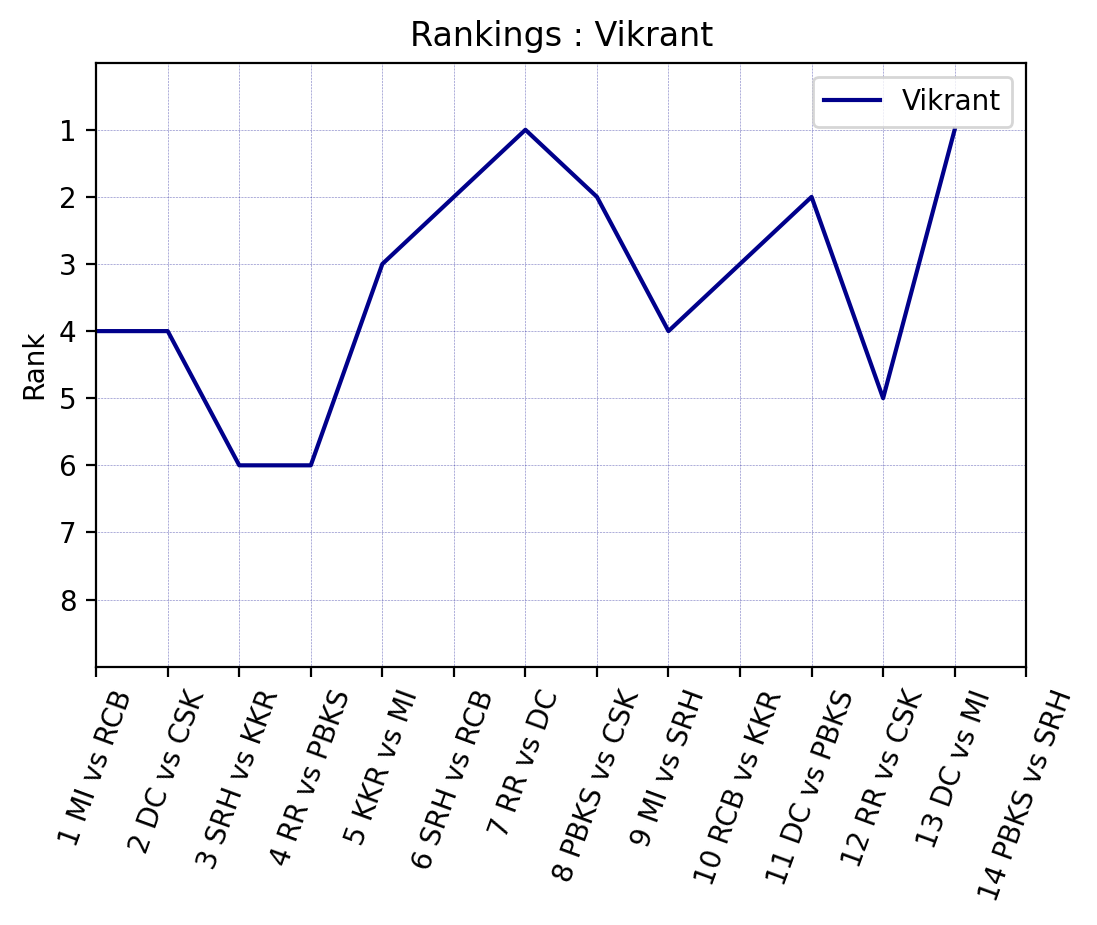 Rankings : Vikrant
Vikrant
Rank
1
2
3
4
5
6
7
8
1 MI vs RCB
2 DC vs CSK
3 SRH vs KKR
4 RR vs PBKS
5 KKR vs MI
6 SRH vs RCB
7 RR vs DC
8 PBKS vs CSK
9 MI vs SRH
10 RCB vs KKR
11 DC vs PBKS
12 RR vs CSK
13 DC vs MI
14 PBKS vs SRH